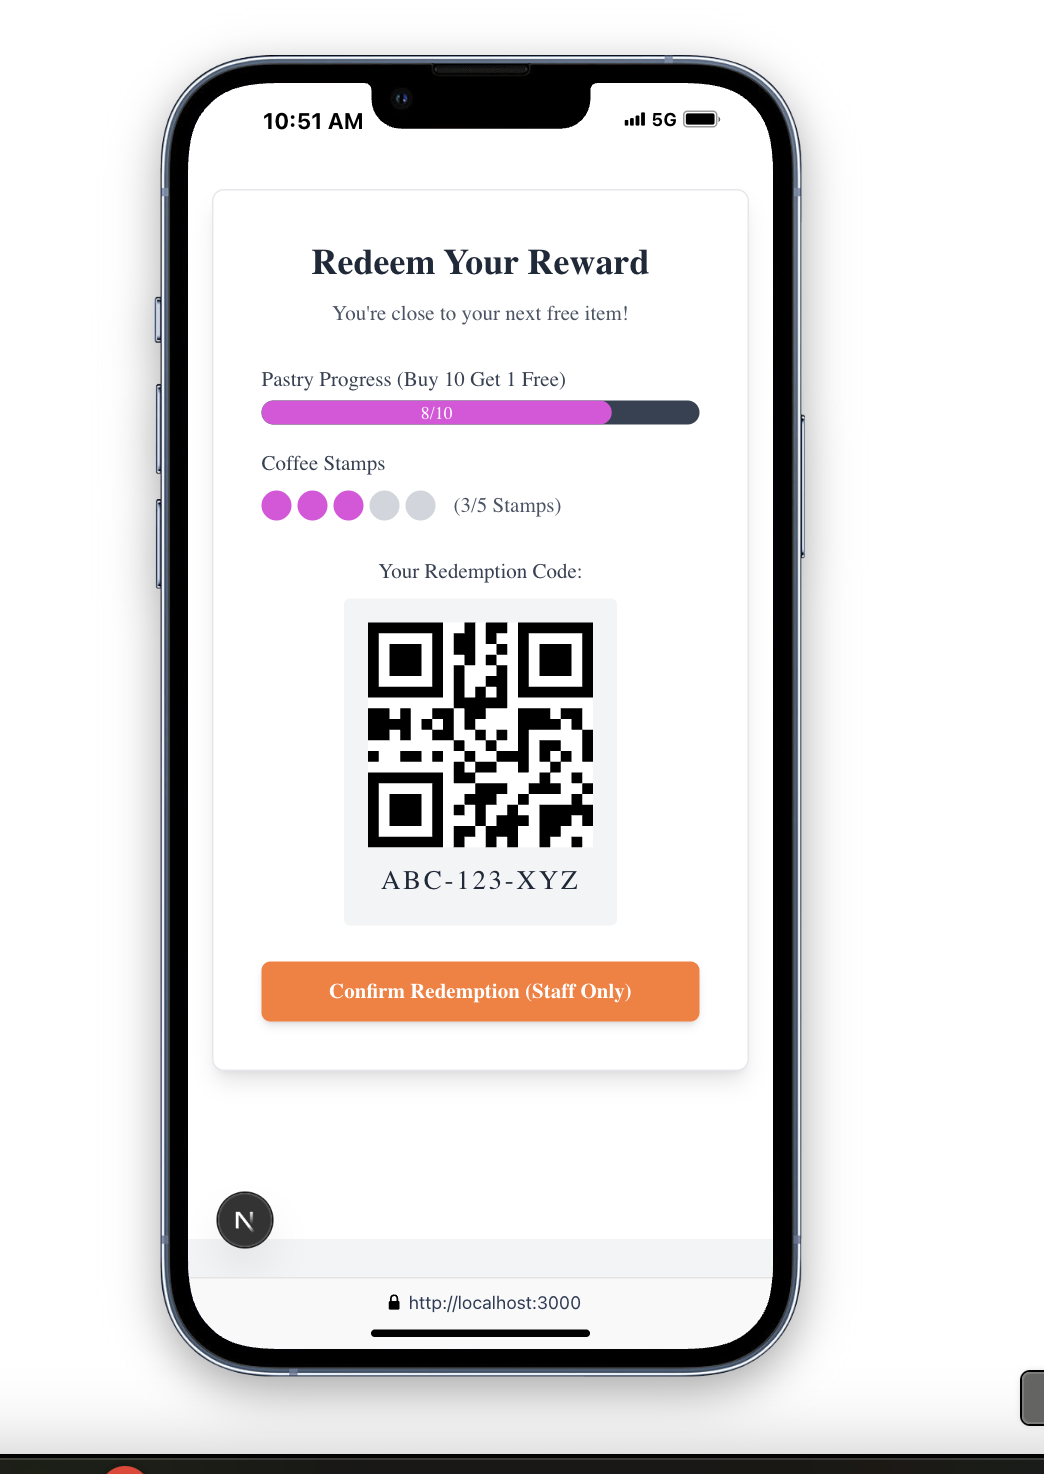 10:51 AM
5G
Redeem Your Reward
You're close to your next free item!
Pastry Progress (Buy 10 Get 1 Free)
8/10
Coffee Stamps
(3/5 Stamps)
Your Redemption Code:
ABC-123-XYZ
Confirm Redemption (Staff Only)
N
http://localhost:3000